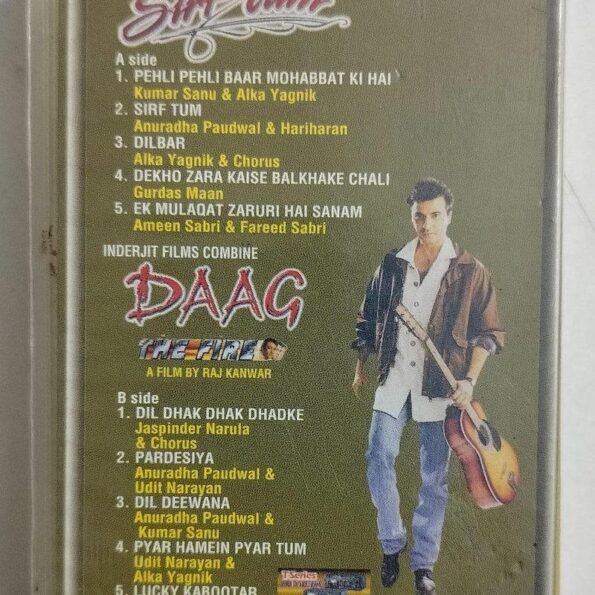 Sirf Tum
A side
1. PEHLI PEHLI BAAR MOHABBAT KI HAI
Kumar Sanu & Alka Yagnik
2. SIRF TUM
Anuradha Paudwal & Hariharan
3. DILBAR
Alka Yagnik & Chorus
4. DEKHO ZARA KAISE BALKHAKE CHALI
Gurdas Maan
5. EK MULAQAT ZARURI HAI SANAM
Ameen Sabri & Fareed Sabri
INDERJIT FILMS COMBINE
DAAG
THE FIRE
A FILM BY RAJ KANWAR
B side
1. DIL DHAK DHAK DHADKE
Jaspinder Narula
& Chorus
2. PARDESIYA
Anuradha Paudwal &
Udit Narayan
3. DIL DEEWANA
Anuradha Paudwal &
Kumar Sanu
4. PYAR HAMEIN PYAR TUM
Udit Narayan &
Alka Yagnik
5. LUCKY KABOOTAR
T Series